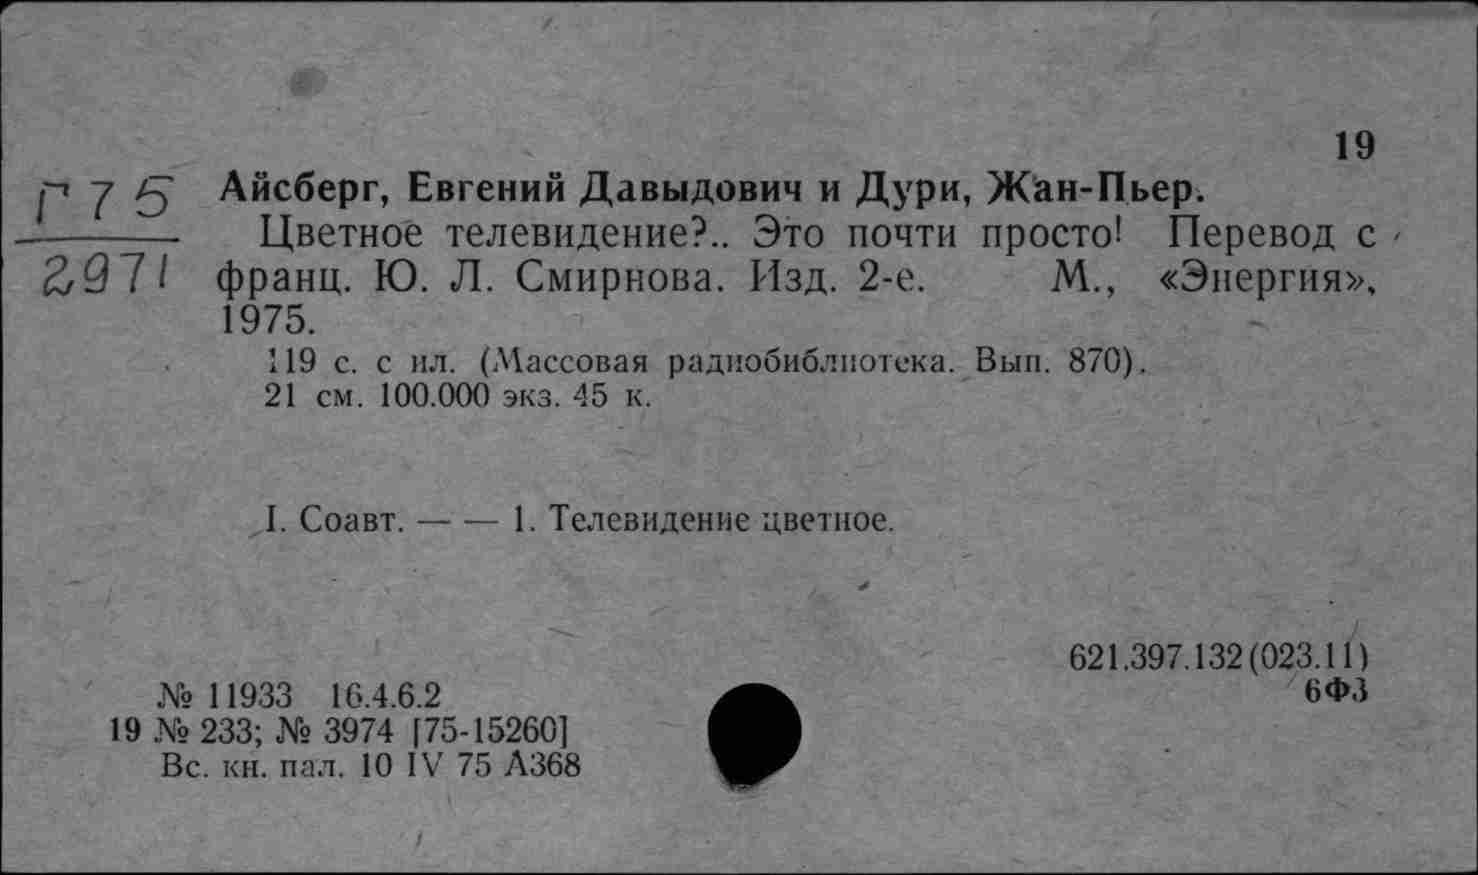 19
Г75
2971
Айсберг, Евгений Давыдович и Дури, Жан-Пьер.
Цветное телевидение?.. Это почти просто! Перевод с
франц. Ю. Л. Смирнова. Изд. 2-е. М., «Энергия»,
1975.
119 с. с ил. (Массовая радиобиблиотека. Вып. 870).
21 см. 100.000 экз. 45 к.
I. Соавт. — — 1. Телевидение цветное.
621.397.132(023.11)
6Ф3
№ 11933 16.4.6.2
19 № 233; № 3974 [75-15260]
Вс. кн. пал. 10 IV 75 А368